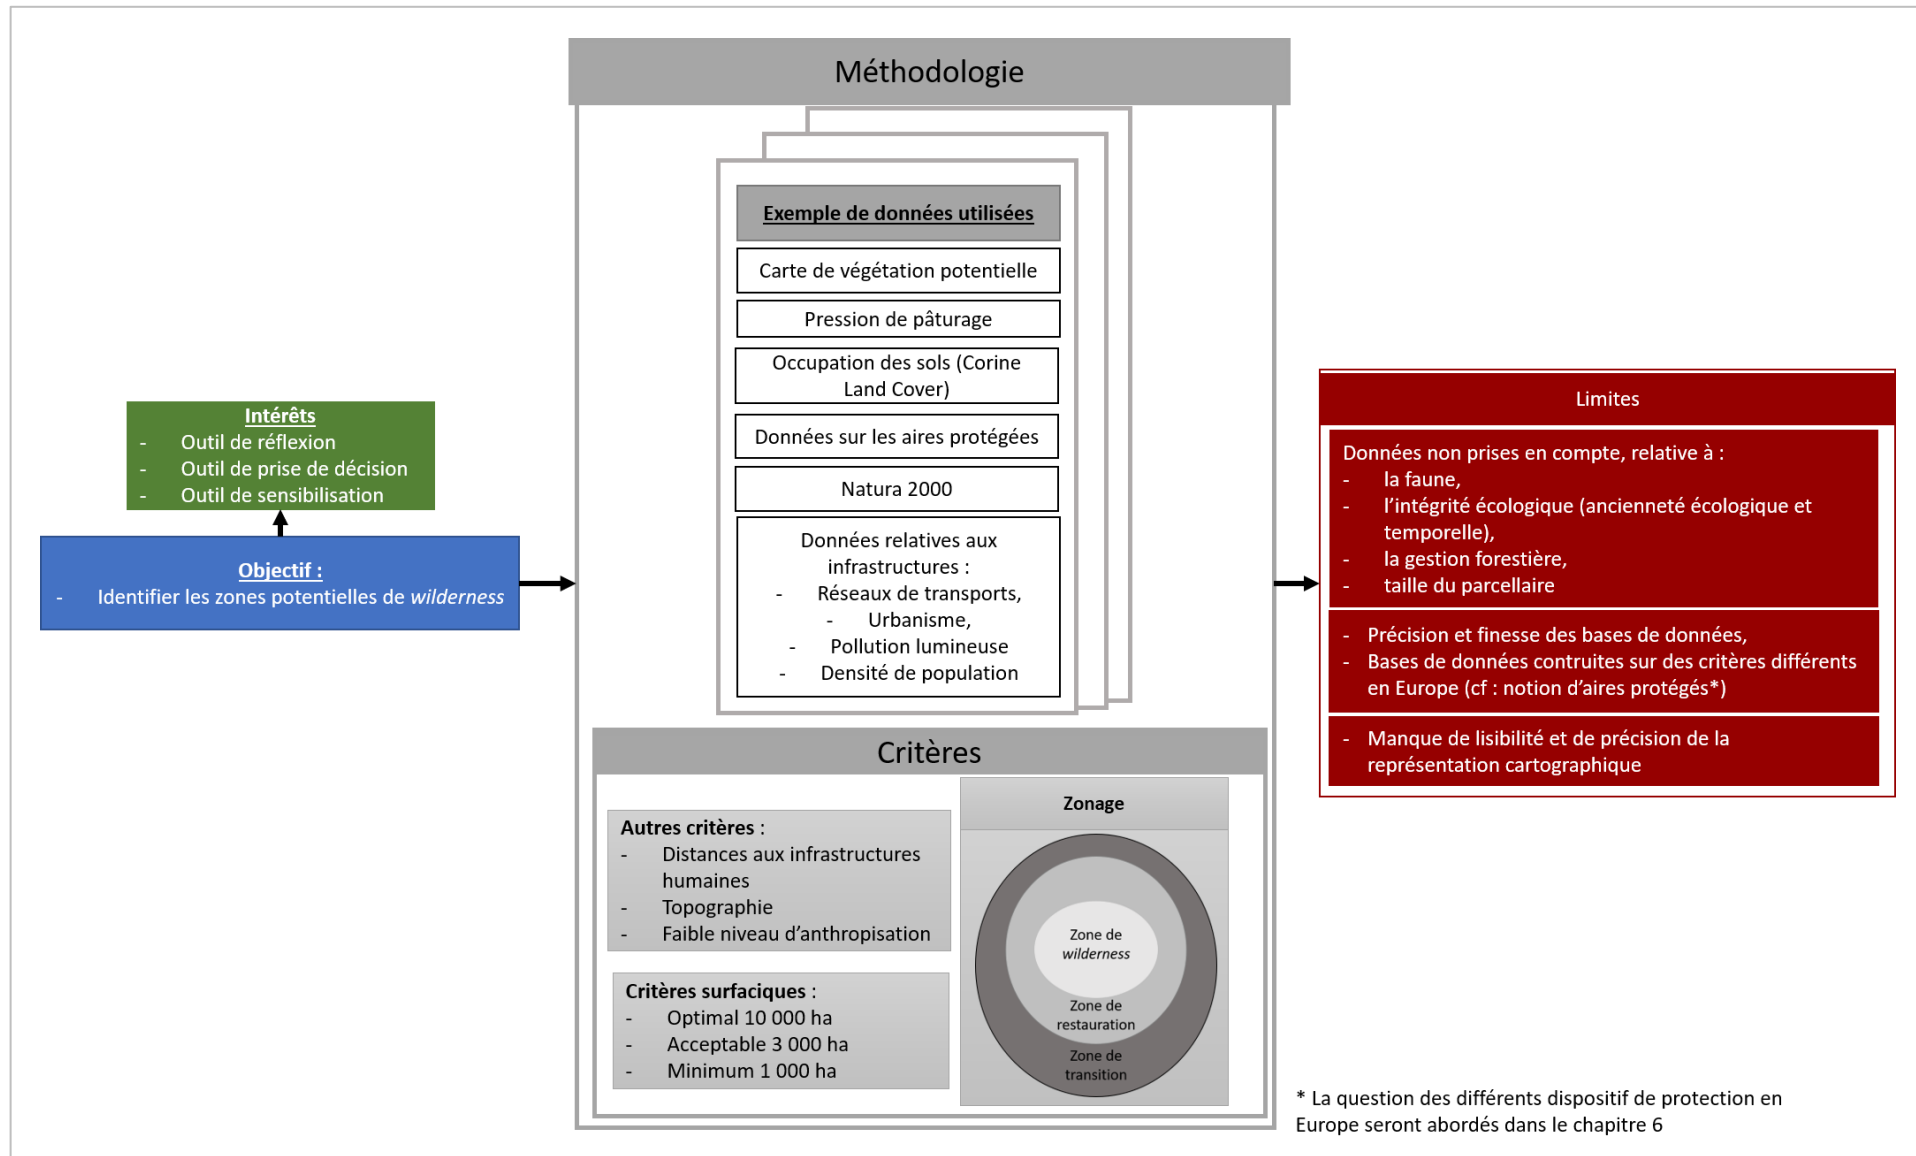 Méthodologie
Exemple de données utilisées
Carte de végétation potentielle
Pression de pâturage
Occupation des sols (Corine
Land Cover)
Données sur les aires protégées
Natura 2000
Données relatives aux
infrastructures :
- Réseaux de transports,
- Urbanisme,
- Pollution lumineuse
- Densité de population
Intérêts
- Outil de réflexion
- Outil de prise de décision
- Outil de sensibilisation
Objectif :
- Identifier les zones potentielles de wilderness
Critères
Autres critères :
- Distances aux infrastructures
humaines
- Topographie
- Faible niveau d'anthropisation
Critères surfaciques :
- Optimal 10 000 ha
- Acceptable 3 000 ha
- Minimum 1 000 ha
Zonage
Zone de
wilderness
Zone de
restauration
Zone de
transition
Limites
Données non prises en compte, relative à :
- la faune,
- l'intégrité écologique (ancienneté écologique et
temporelle),
- la gestion forestière,
- taille du parcellaire
- Précision et finesse des bases de données,
- Bases de données contruites sur des critères différents
en Europe (cf : notion d'aires protégés*)
- Manque de lisibilité et de précision de la
représentation cartographique
* La question des différents dispositif de protection en
Europe seront abordés dans le chapitre 6